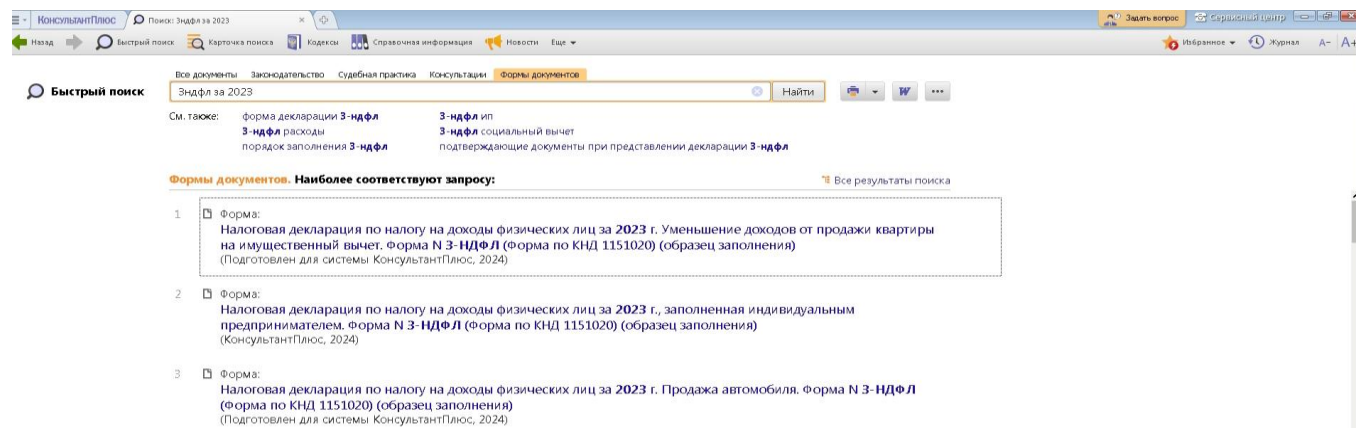 КонсультантПлюс Поиск: 3ндфл за 2023 Задать вопрос Сервисный центр
Назад Быстрый поиск Карточка поиска Кодексы Справочная информация Новости Еще Избранное Журнал A- A+
Все документы Законодательство Судебная практика Консультации Формы документов
Быстрый поиск 3ндфл за 2023 Найти W ...
См. также: форма декларации 3-ндфл 3-ндфл ип
3-ндфл расходы 3-ндфл социальный вычет
порядок заполнения 3-ндфл подтверждающие документы при представлении декларации 3-ндфл
Формы документов. Наиболее соответствуют запросу: Все результаты поиска
1 Форма:
Налоговая декларация по налогу на доходы физических лиц за 2023 г. Уменьшение доходов от продажи квартиры
на имущественный вычет. Форма N 3-НДФЛ (Форма по КНД 1151020) (образец заполнения)
(Подготовлен для системы КонсультантПлюс, 2024)
2 Форма:
Налоговая декларация по налогу на доходы физических лиц за 2023 г., заполненная индивидуальным
предпринимателем. Форма N 3-НДФЛ (Форма по КНД 1151020) (образец заполнения)
(КонсультантПлюс, 2024)
3 Форма:
Налоговая декларация по налогу на доходы физических лиц за 2023 г. Продажа автомобиля. Форма N 3-НДФЛ
(Форма по КНД 1151020) (образец заполнения)
(Подготовлен для системы КонсультантПлюс, 2024)